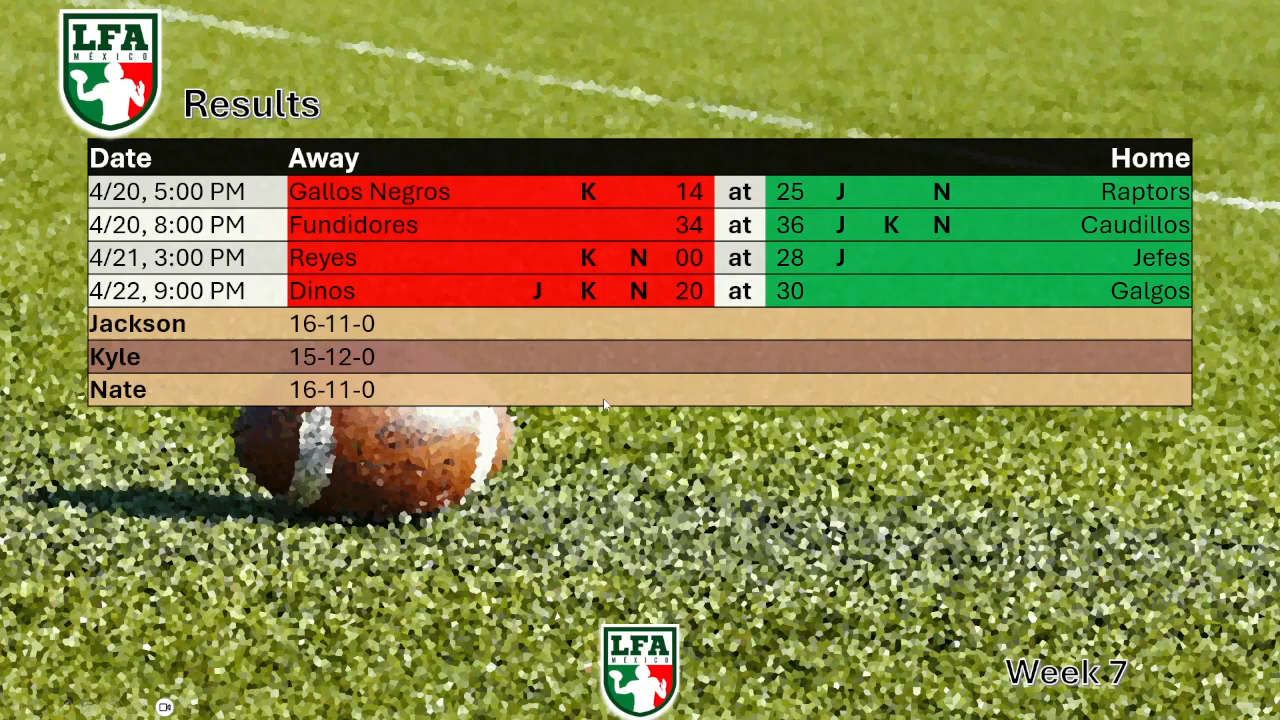 LFA
MÉXICO
Results
Date Away Home
4/20, 5:00 PM Gallos Negros K 14 at 25 J N Raptors
4/20, 8:00 PM Fundidores 34 at 36 J K N Caudillos
4/21, 3:00 PM Reyes K N 00 at 28 J Jefes
4/22, 9:00 PM Dinos J K N 20 at 30 Galgos
Jackson 16-11-0
Kyle 15-12-0
Nate 16-11-0
LFA
MÉXICO
Week 7